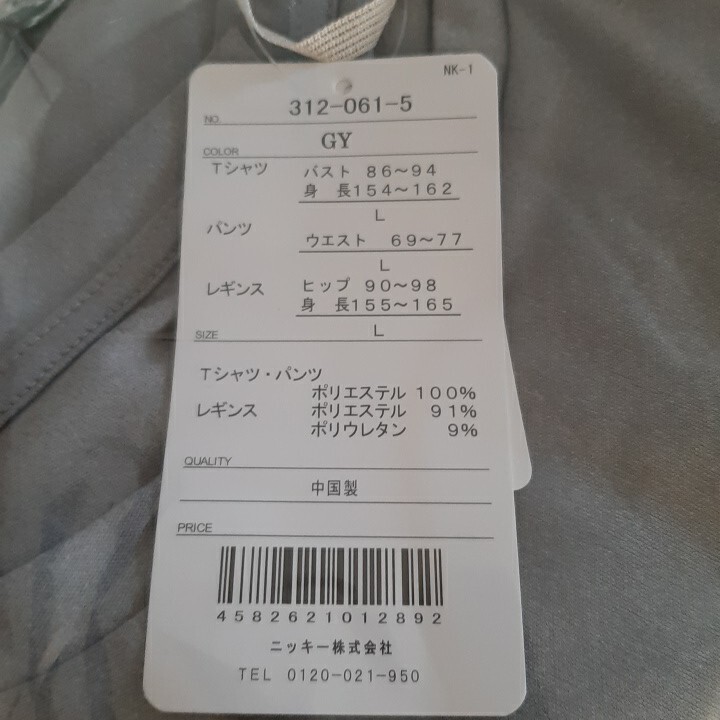 NK-1
NO. 312-061-5
COLOR GY
Tシャツ バスト 86～94
身 長154～162
L
パンツ ウエスト 69～77
L
レギンス ヒップ 90～98
身 長155～165
SIZE L
Tシャツ・パンツ
ポリエステル 100%
レギンス ポリエステル 91%
ポリウレタン 9%
QUALITY
中国製
PRICE
4582621012892
ニッキー株式会社
TEL 0120-021-950